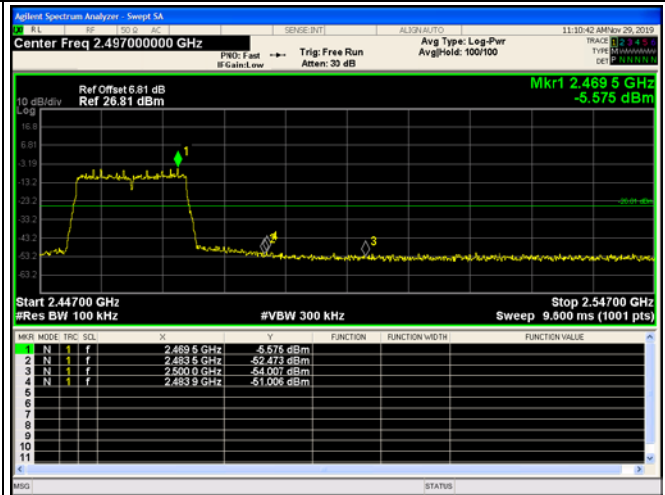 Agilent Spectrum Analyzer - Swept SA
RL RF 50 Ω AC SENSE:INT ALIGNAUTO 11:10:42 AM Nov 29, 2019
Center Freq 2.497000000 GHz Avg Type: Log-Pwr TRACE 1 2 3 4 5 6
PNO: Fast Trig: Free Run Avg|Hold: 100/100 TYPE
IFGain:Low Atten: 30 dB DET P N N N N N
Mkr1 2.469 5 GHz
Ref Offset 6.81 dB
10 dB/div Ref 26.81 dBm -5.575 dBm
Log
16.8
6.81
-3.19
-13.2
-23.2
-33.2
-43.2
-53.2
-63.2
1
3
Start 2.44700 GHz Stop 2.54700 GHz
#Res BW 100 kHz #VBW 300 kHz Sweep 9.600 ms (1001 pts)
MKR MODE TRC SCL X Y FUNCTION FUNCTION WIDTH FUNCTION VALUE
1 N 1 f 2.469 5 GHz -5.575 dBm
2 N 1 f 2.483 5 GHz -52.473 dBm
3 N 1 f 2.500 0 GHz -54.007 dBm
4 N 1 f 2.483 9 GHz -51.006 dBm
5
6
7
8
9
10
11
MSG STATUS